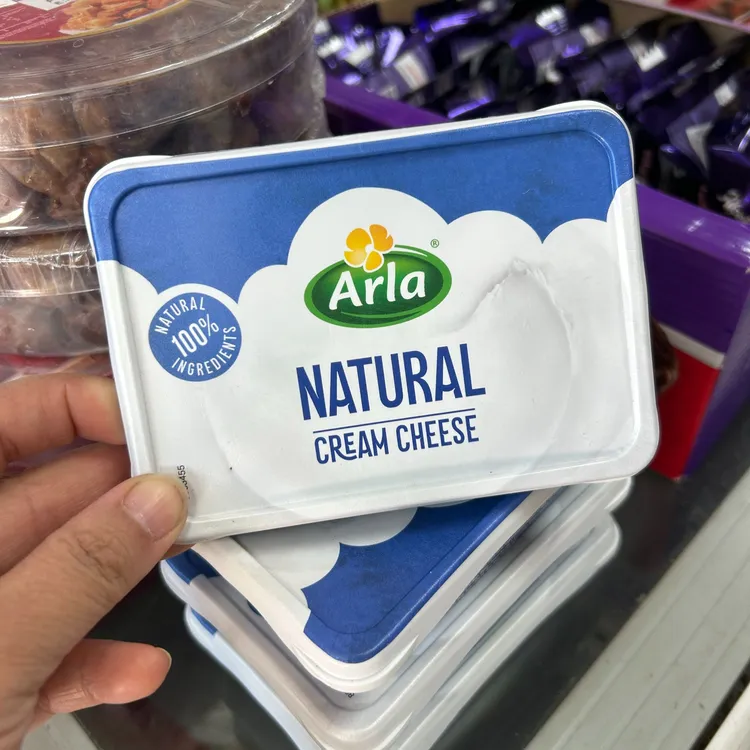 Arla®
NATURAL
100%
INGREDIENTS
NATURAL
CREAM CHEESE